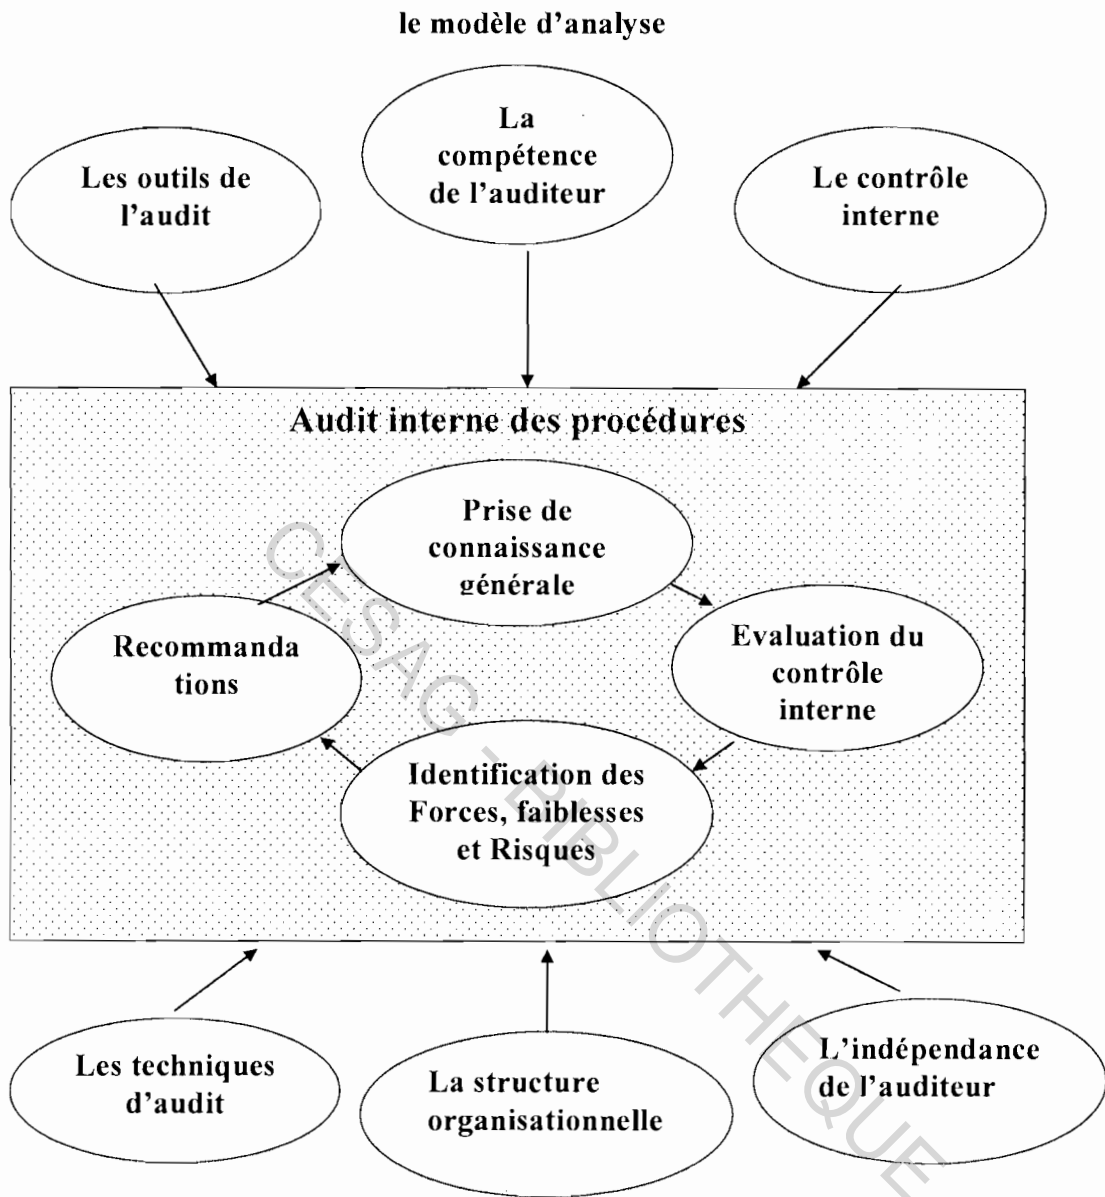 le modèle d'analyse
La
compétence
de l'auditeur
Les outils de
l'audit
Le contrôle
interne
Audit interne des procédures
Prise de
connaissance
générale
Recommanda
tions
Evaluation du
contrôle
interne
Identification des
Forces, faiblesses
et Risques
CESAG - BIBLIOTHEQUE
Les techniques
d'audit
La structure
organisationnelle
L'indépendance
de l'auditeur